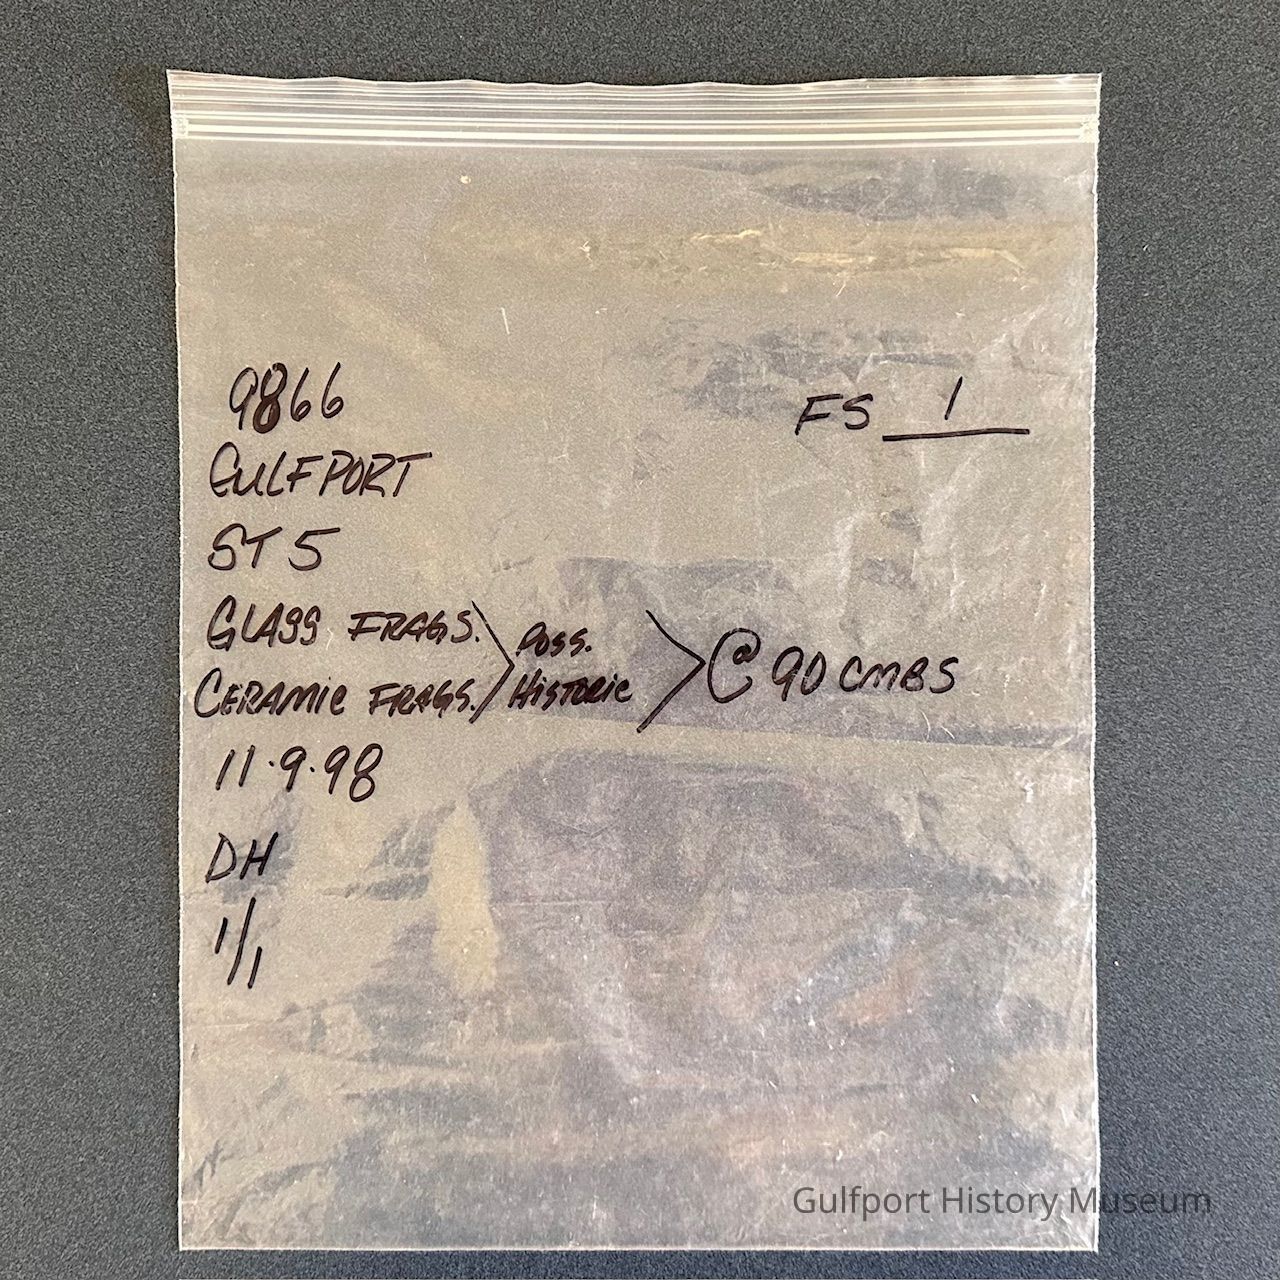 9866
FS 1
GULFPORT
ST 5
GLASS FRAGS.
CERAMIC FRAGS.
POSS.
HISTORIC
@ 90 CMBS
11.9.98
DH
1/1
Gulfport History Museum